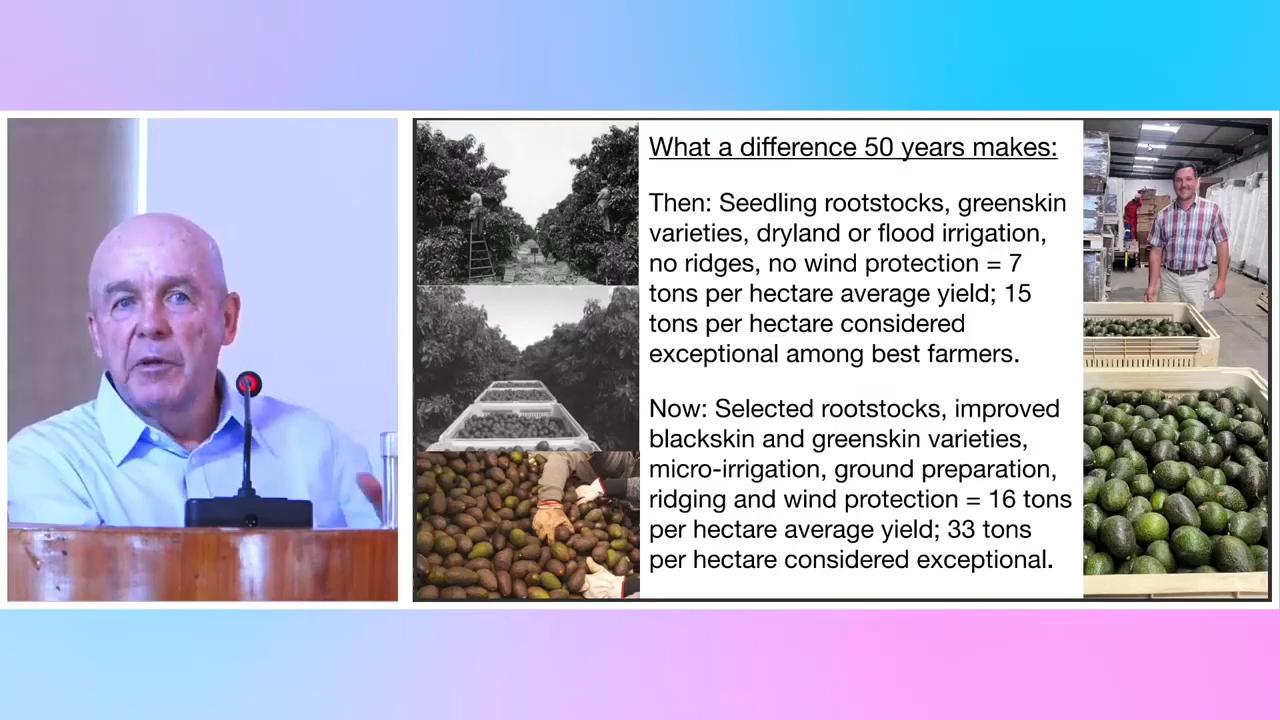 What a difference 50 years makes:
Then: Seedling rootstocks, greenskin
varieties, dryland or flood irrigation,
no ridges, no wind protection = 7
tons per hectare average yield; 15
tons per hectare considered
exceptional among best farmers.
Now: Selected rootstocks, improved
blackskin and greenskin varieties,
micro-irrigation, ground preparation,
ridging and wind protection = 16 tons
per hectare average yield; 33 tons
per hectare considered exceptional.